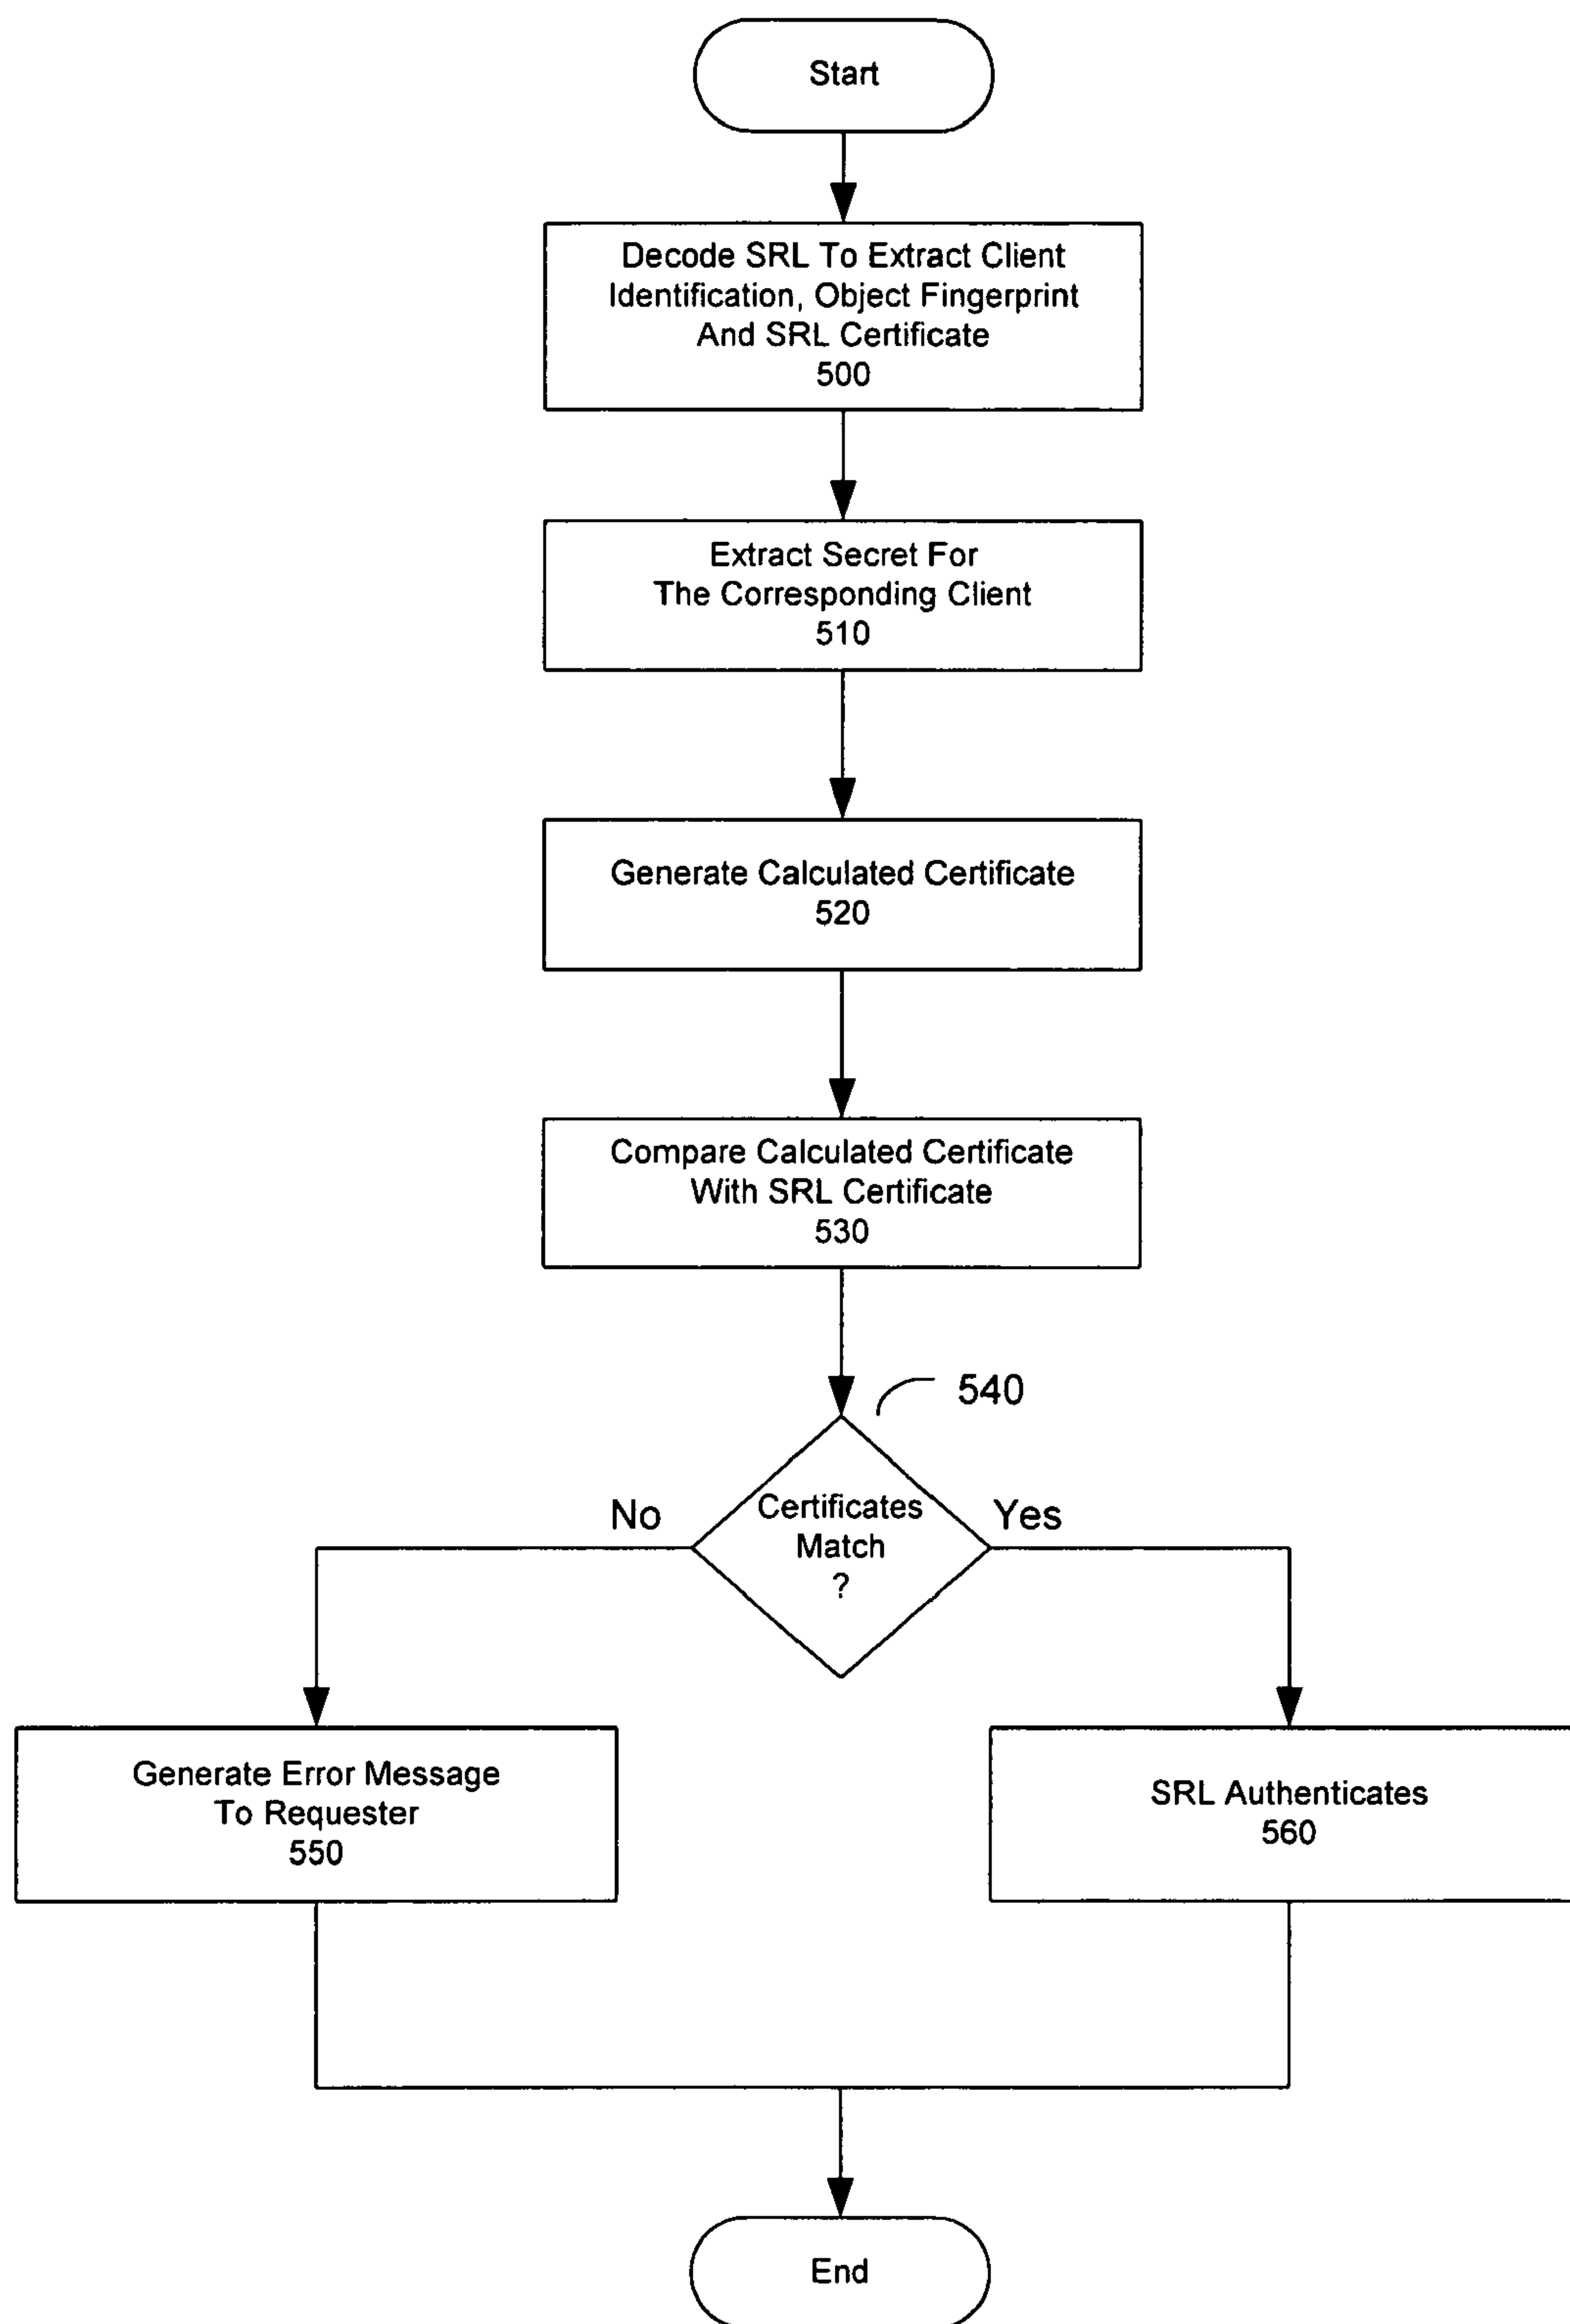 Start
Decode SRL To Extract Client
Identification, Object Fingerprint
And SRL Certificate
500
Extract Secret For
The Corresponding Client
510
Generate Calculated Certificate
520
Compare Calculated Certificate
With SRL Certificate
530
540
Certificates
Match
?
No
Yes
Generate Error Message
To Requester
550
SRL Authenticates
560
End